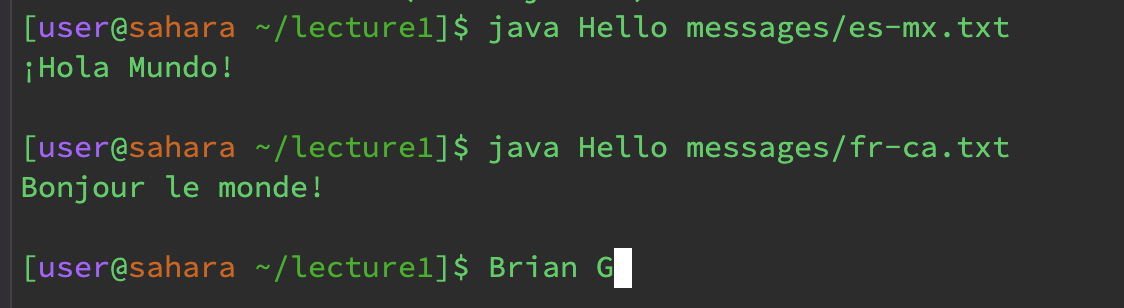 [user@sahara ~/lecture1]$ java Hello messages/es-mx.txt
¡Hola Mundo!
[user@sahara ~/lecture1]$ java Hello messages/fr-ca.txt
Bonjour le monde!
[user@sahara ~/lecture1]$ Brian G